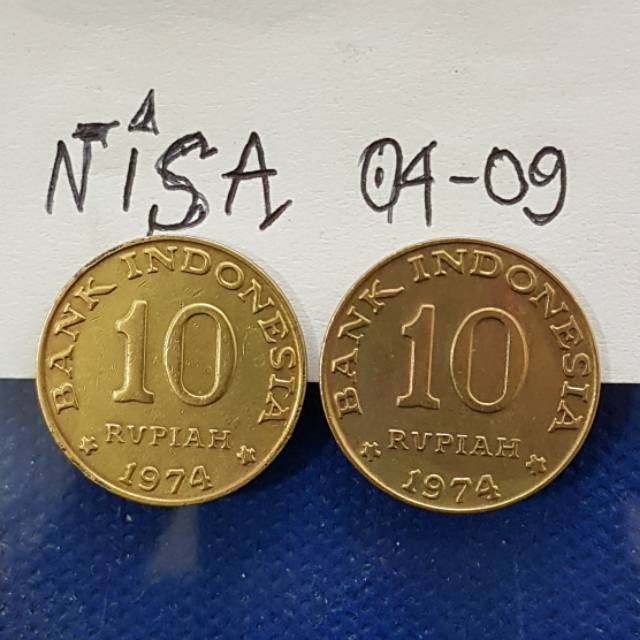 NISA 04-09
BANK INDONESIA
10
RUPIAH
1974
BANK INDONESIA
10
RUPIAH
1974